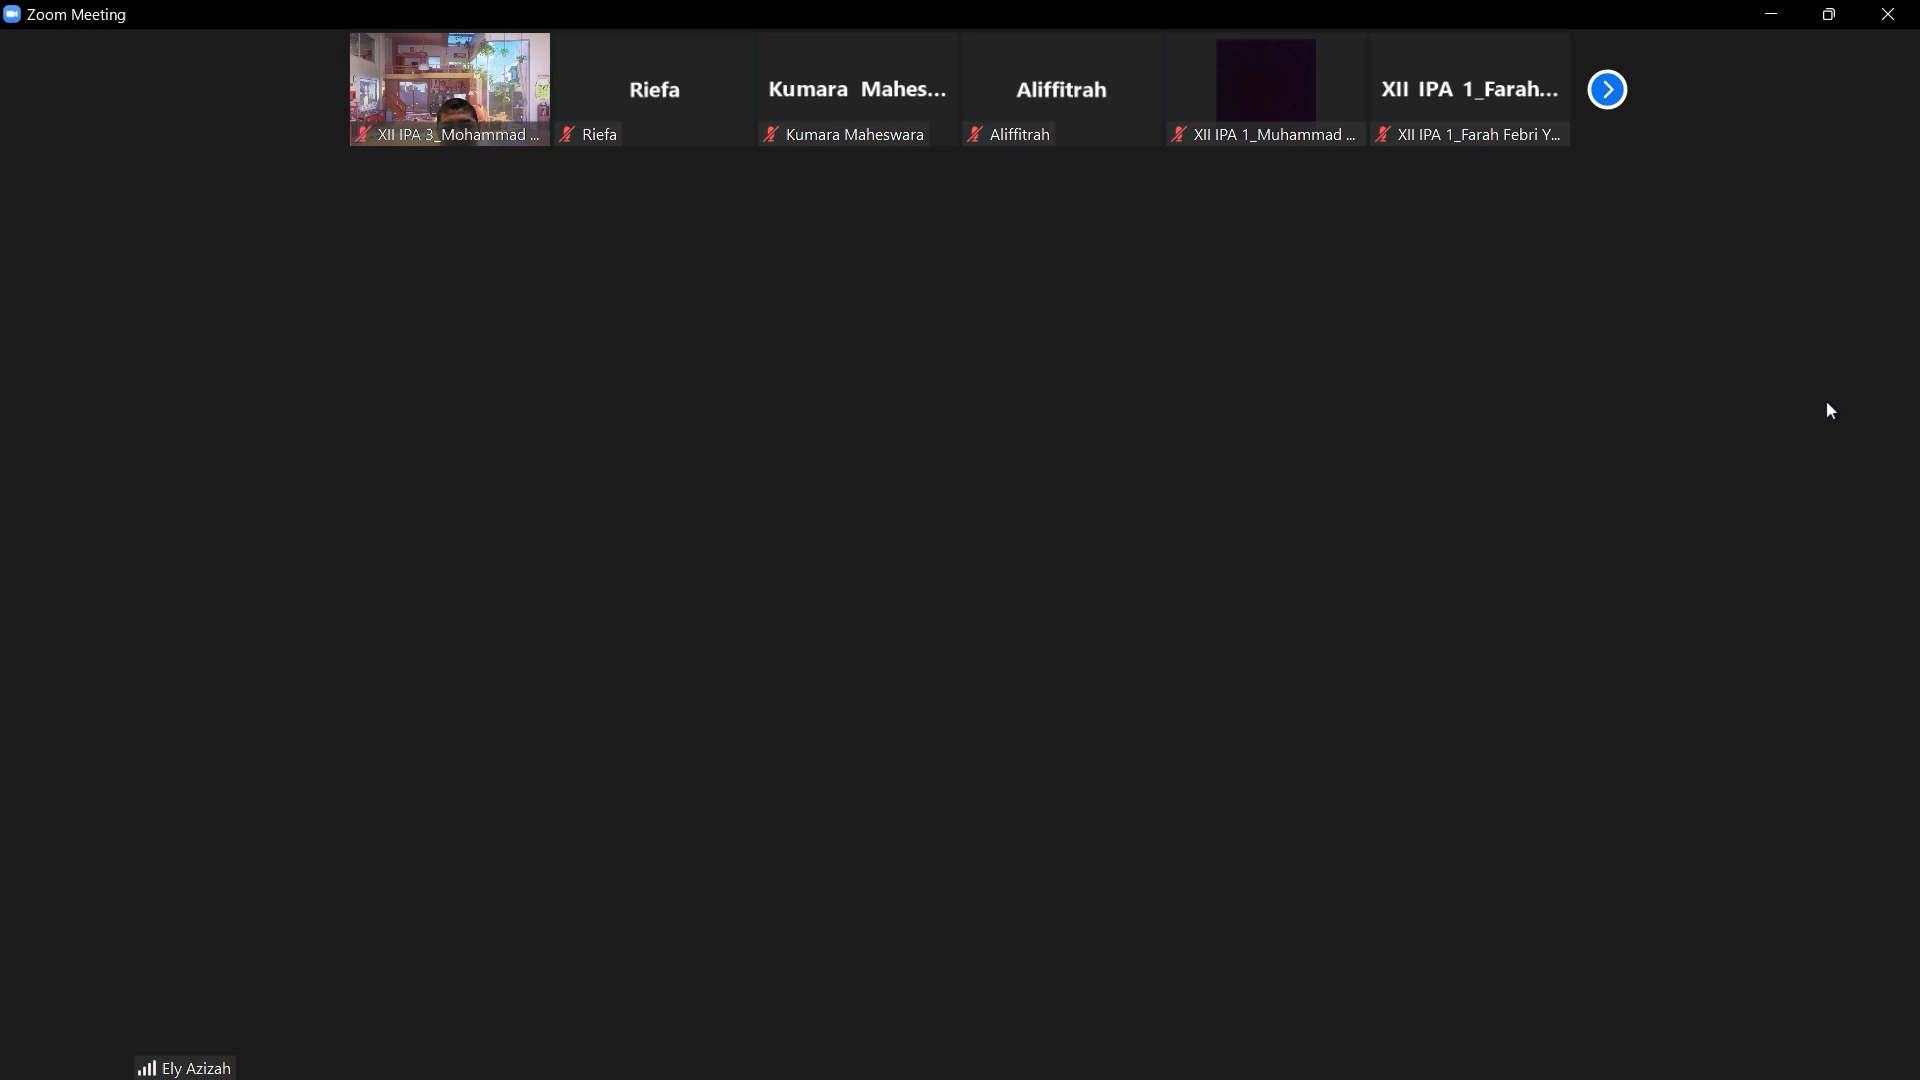 Zoom Meeting
Riefa
Kumara Mahes...
Aliffitrah
XII IPA 1_Farah...
XII IPA 3_Mohammad ...
Riefa
Kumara Maheswara
Aliffitrah
XII IPA 1_Muhammad ...
XII IPA 1_Farah Febri Y...
Ely Azizah